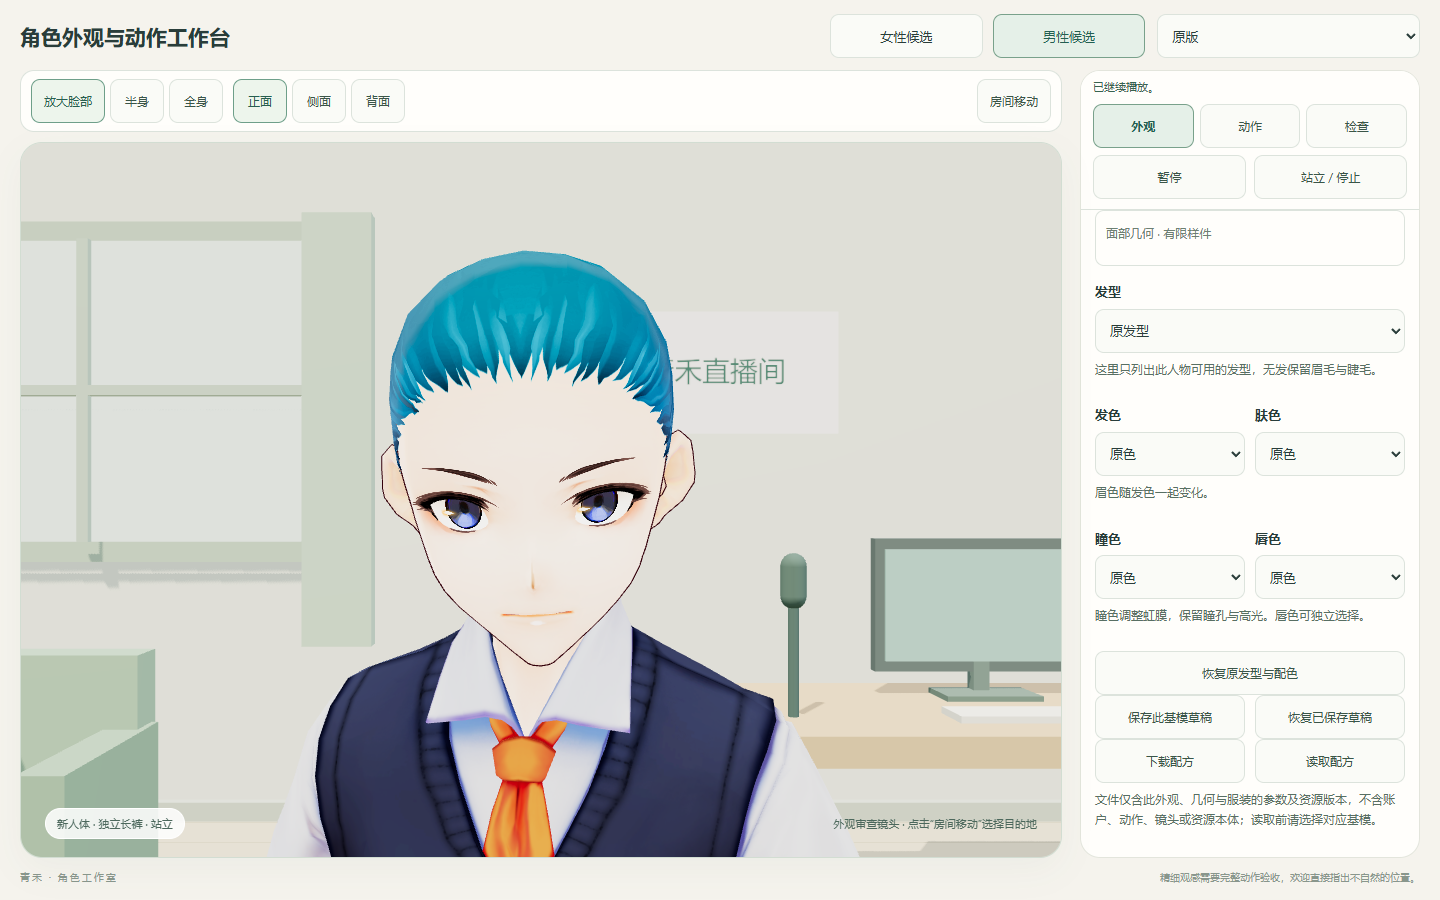 角色外观与动作工作台
女性候选
男性候选
原版
放大脸部
半身
全身
正面
侧面
背面
房间移动
已继续播放。
外观
动作
检查
暂停
站立 / 停止
面部几何 · 有限样件
发型
原发型
这里只列出此人物可用的发型，无发保留眉毛与睫毛。
发色
肤色
原色
原色
眉色随发色一起变化。
瞳色
唇色
原色
原色
瞳色调整虹膜，保留瞳孔与高光。唇色可独立选择。
恢复原发型与配色
保存此基模草稿
恢复已保存草稿
下载配方
读取配方
文件仅含此外观、几何与服装的参数及资源版本，不含账
户、动作、镜头或资源本体；读取前请选择对应基模。
禾直播间
新人体 · 独立长裤 · 站立
外观审查镜头 · 点击“房间移动”选择目的地
青禾 · 角色工作室
精细观感需要完整动作验收，欢迎直接指出不自然的位置。